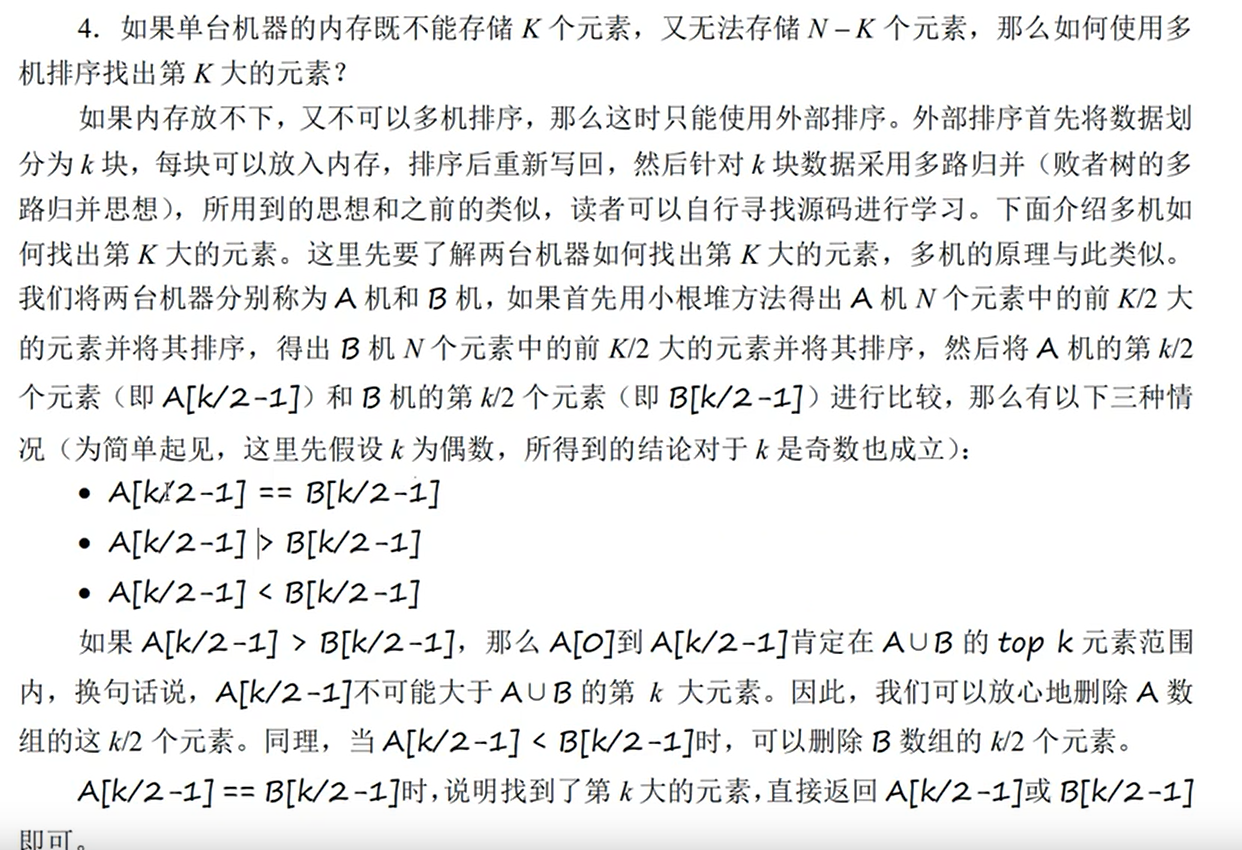 4．如果单台机器的内存既不能存储 K 个元素，又无法存储 N – K 个元素，那么如何使用多
机排序找出第 K 大的元素？
如果内存放不下，又不可以多机排序，那么这时只能使用外部排序。外部排序首先将数据划
分为 k 块，每块可以放入内存，排序后重新写回，然后针对 k 块数据采用多路归并（败者树的多
路归并思想），所用到的思想和之前的类似，读者可以自行寻找源码进行学习。下面介绍多机如
何找出第 K 大的元素。这里先要了解两台机器如何找出第 K 大的元素，多机的原理与此类似。
我们将两台机器分别称为 A 机和 B 机，如果首先用小根堆方法得出 A 机 N 个元素中的前 K/2 大
的元素并将其排序，得出 B 机 N 个元素中的前 K/2 大的元素并将其排序，然后将 A 机的第 k/2
个元素（即 A[k/2-1]）和 B 机的第 k/2 个元素（即 B[k/2-1]）进行比较，那么有以下三种情
况（为简单起见，这里先假设 k 为偶数，所得到的结论对于 k 是奇数也成立）：
• A[k/2-1] == B[k/2-1]
• A[k/2-1] > B[k/2-1]
• A[k/2-1] < B[k/2-1]
如果 A[k/2-1] > B[k/2-1]，那么 A[0]到 A[k/2-1]肯定在 A∪B 的 top k 元素范围
内，换句话说，A[k/2-1]不可能大于 A∪B 的第 k 大元素。因此，我们可以放心地删除 A 数
组的这 k/2 个元素。同理，当 A[k/2-1] < B[k/2-1]时，可以删除 B 数组的 k/2 个元素。
A[k/2-1] == B[k/2-1]时，说明找到了第 k 大的元素，直接返回 A[k/2-1]或 B[k/2-1]
即可。